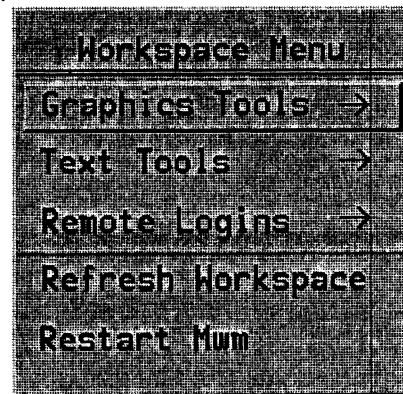 Workspace Menu
Graphics Tools →
Text Tools →
Remote Logins →
Refresh Workspace
Restart Mwm